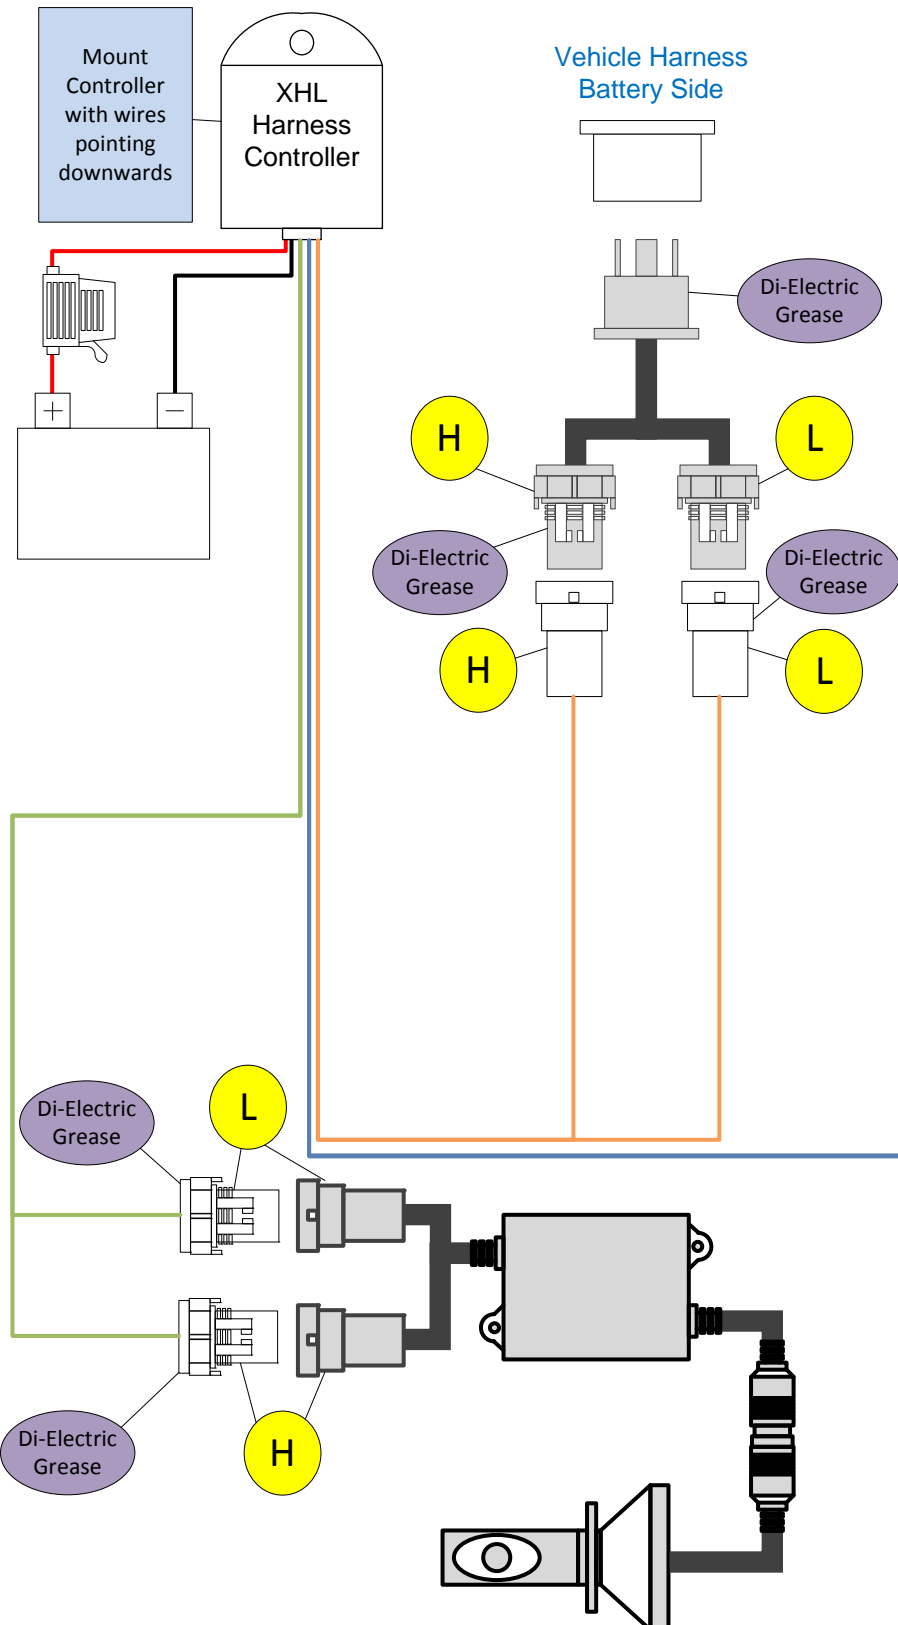 Mount
Controller
with wires
pointing
downwards
XHL
Harness
Controller
Vehicle Harness
Battery Side
Di-Electric
Grease
+
−
H
L
Di-Electric
Grease
Di-Electric
Grease
H
L
Di-Electric
Grease
L
Di-Electric
Grease
H